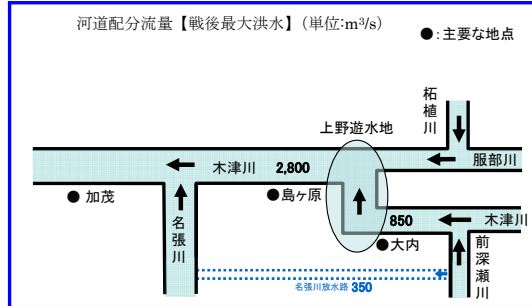 河道配分流量【戦後最大洪水】(単位:m³/s)
●:主要な地点
柘植川
上野遊水地
服部川
木津川 2,800
● 加茂
● 島ヶ原
名張川
850 木津川
●大内
前深瀬川
名張川放水路 350